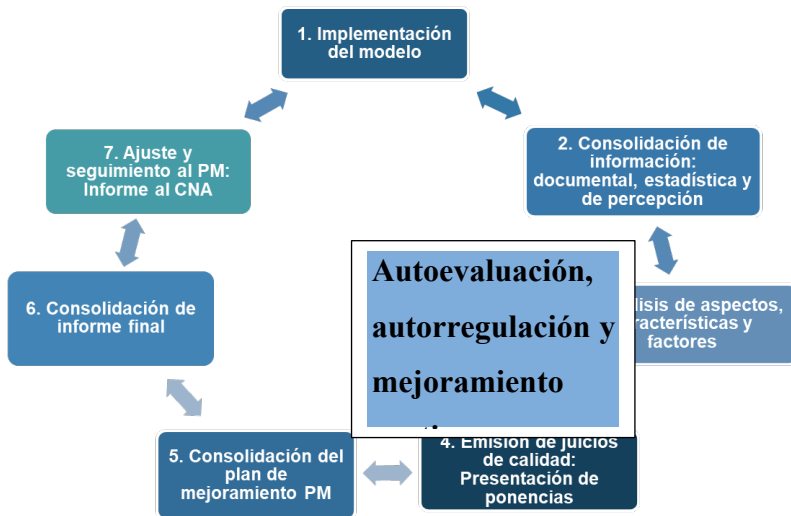 1. Implementación
del modelo
2. Consolidación de
información:
documental, estadística y
de percepción
lisis de aspectos,
racterísticas y
factores
4. Emisión de juicios
de calidad:
Presentación de
ponencias
5. Consolidación del
plan de
mejoramiento PM
6. Consolidación de
informe final
7. Ajuste y
seguimiento al PM:
Informe al CNA
Autoevaluación,
autorregulación y
mejoramiento